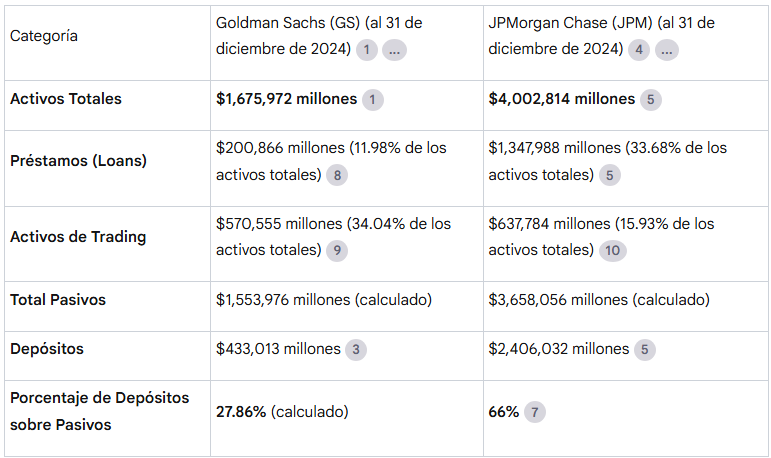 Categoría
Goldman Sachs (GS) (al 31 de
diciembre de 2024) 1 ...
JPMorgan Chase (JPM) (al 31 de
diciembre de 2024) 4 ...
Activos Totales
$1,675,972 millones 1
$4,002,814 millones 5
Préstamos (Loans)
$200,866 millones (11.98% de los
activos totales) 8
$1,347,988 millones (33.68% de los
activos totales) 5
Activos de Trading
$570,555 millones (34.04% de los
activos totales) 9
$637,784 millones (15.93% de los
activos totales) 10
Total Pasivos
$1,553,976 millones (calculado)
$3,658,056 millones (calculado)
Depósitos
$433,013 millones 3
$2,406,032 millones 5
Porcentaje de Depósitos
sobre Pasivos
27.86% (calculado)
66% 7